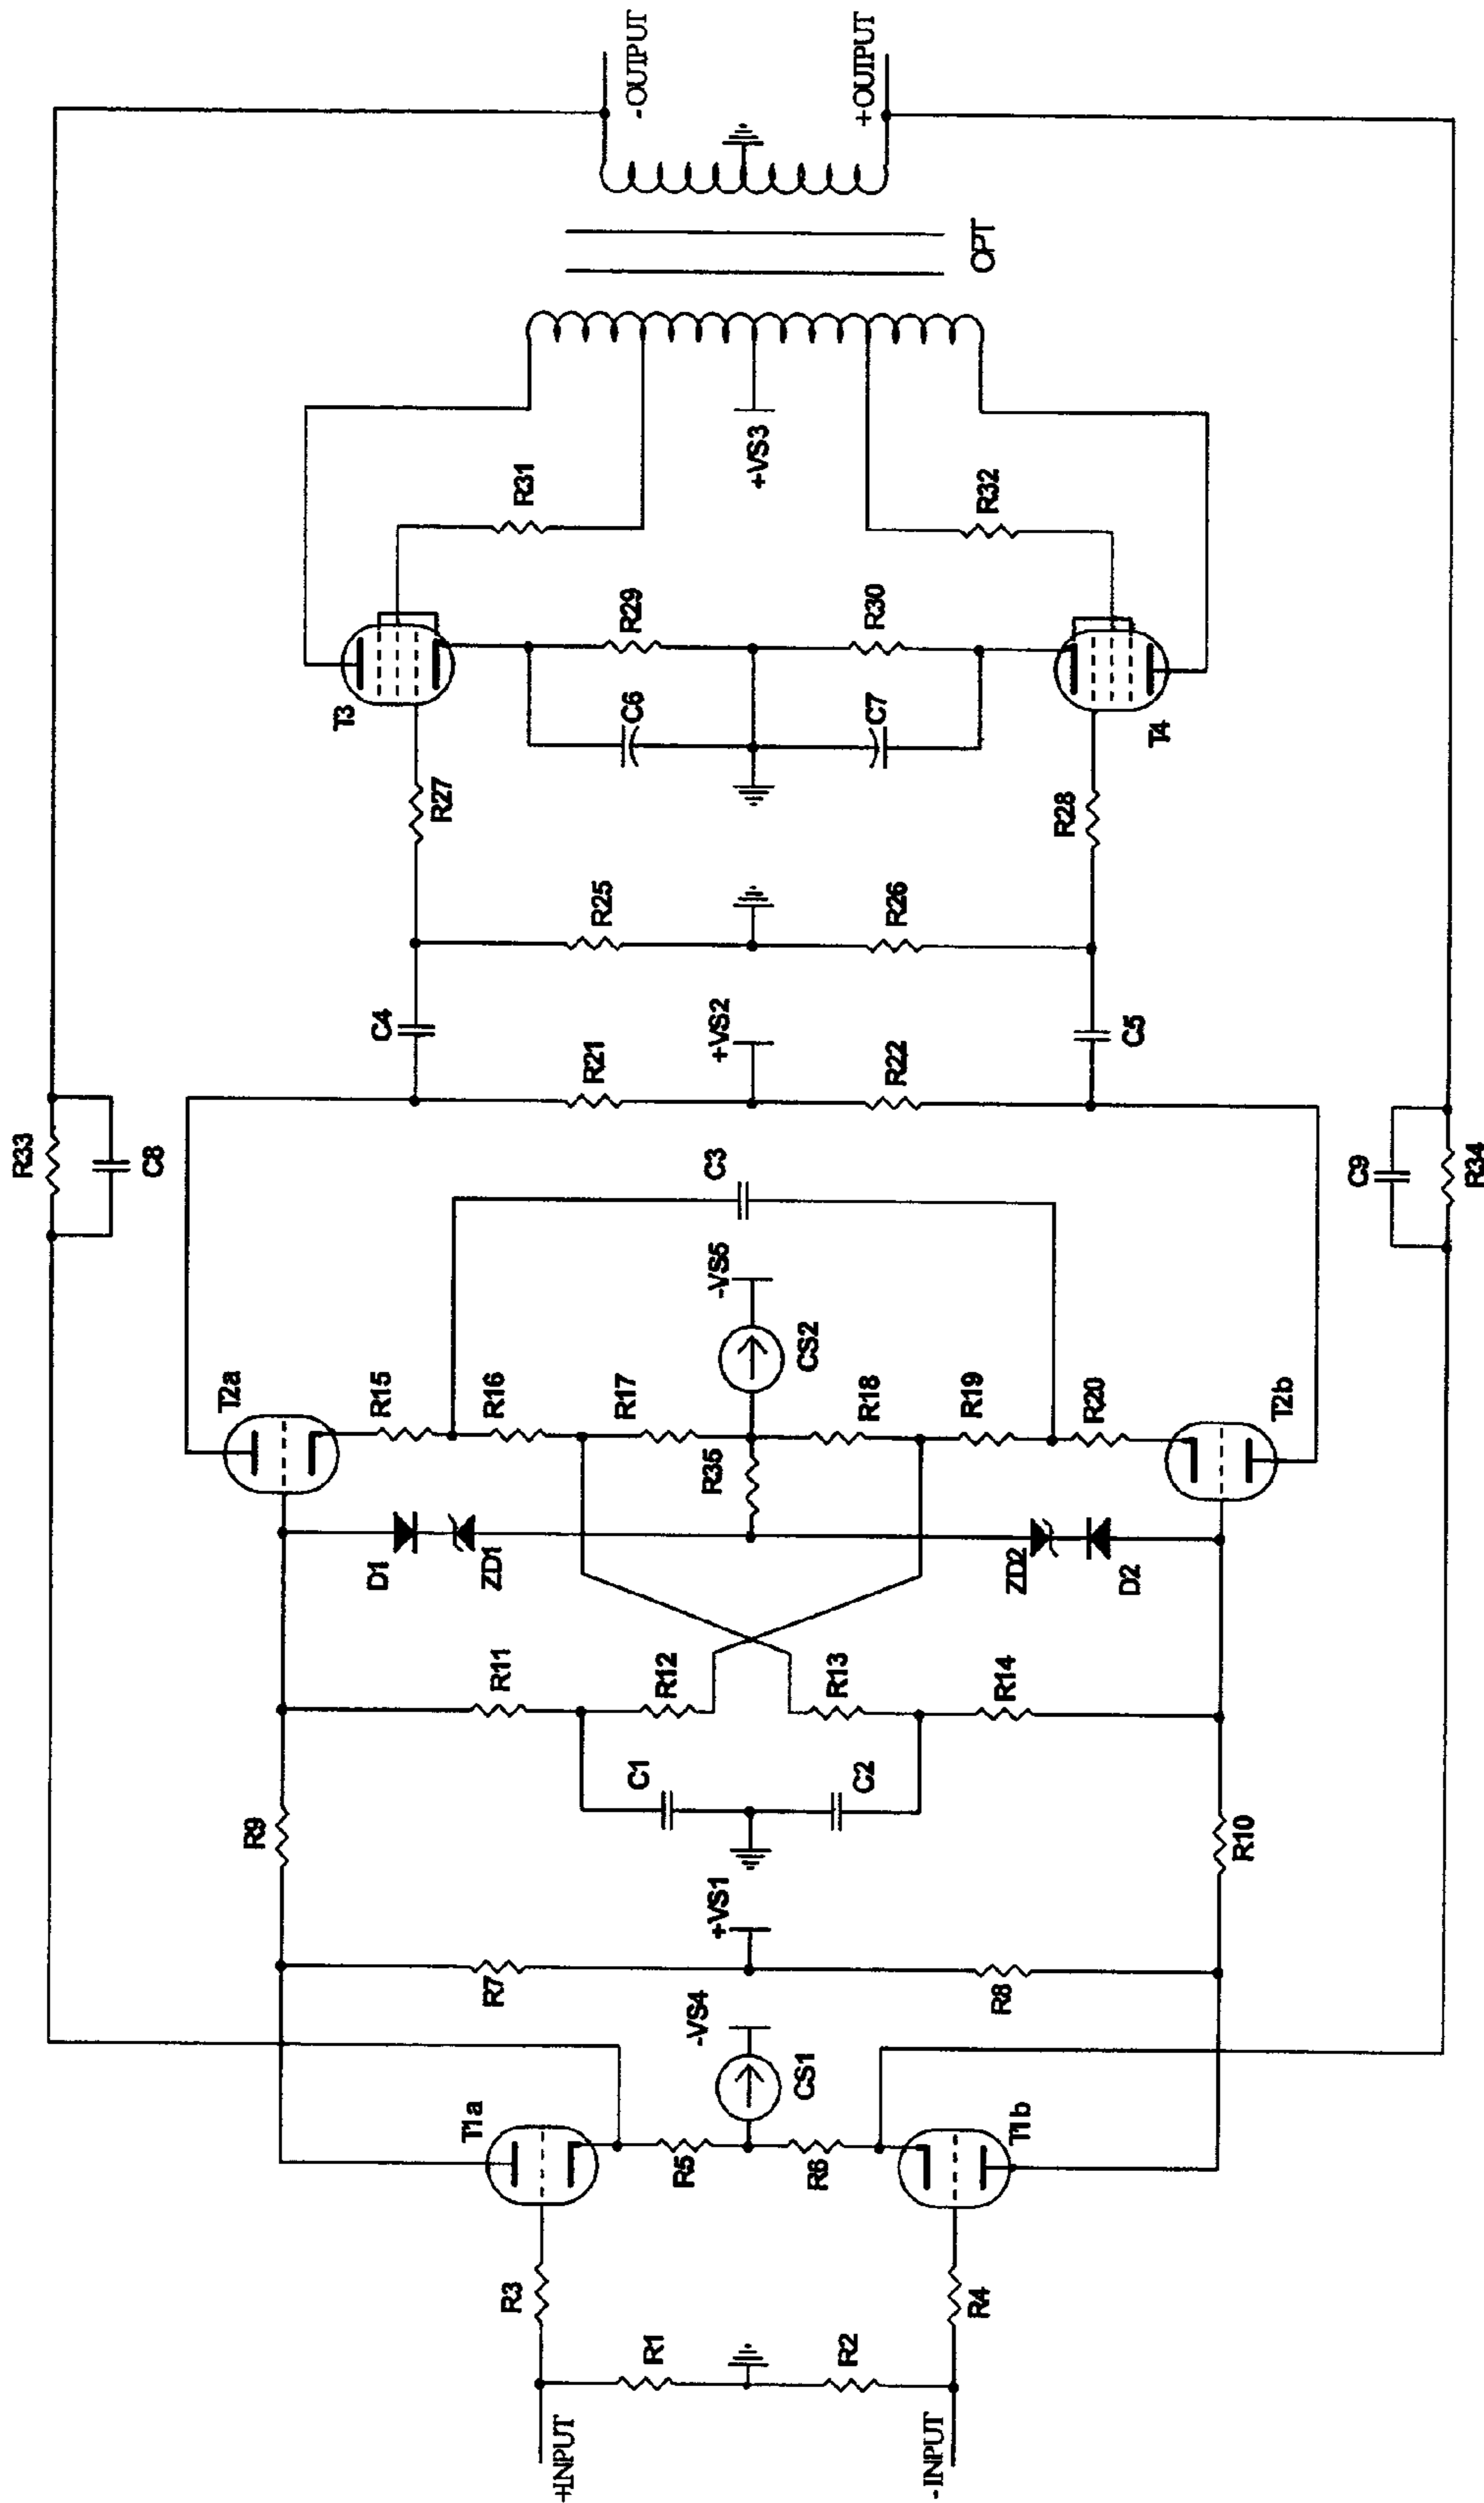 +INPUT
-INPUT
R1
R2
R3
R4
T1a
T1b
R5
R6
CS1
-VS4
R7
R8
+VS1
R9
R10
C1
C2
R11
R12
R13
R14
D1
ZD1
ZD2
D2
R35
T2a
T2b
R15
R16
R17
R18
R19
R20
CS2
-VS5
C3
R33
C8
C9
R34
R21
R22
+VS2
C4
C5
R25
R26
R27
R28
T3
T4
C6
C7
R29
R30
R31
R32
+VS3
OPT
-OUTPUT
+OUTPUT